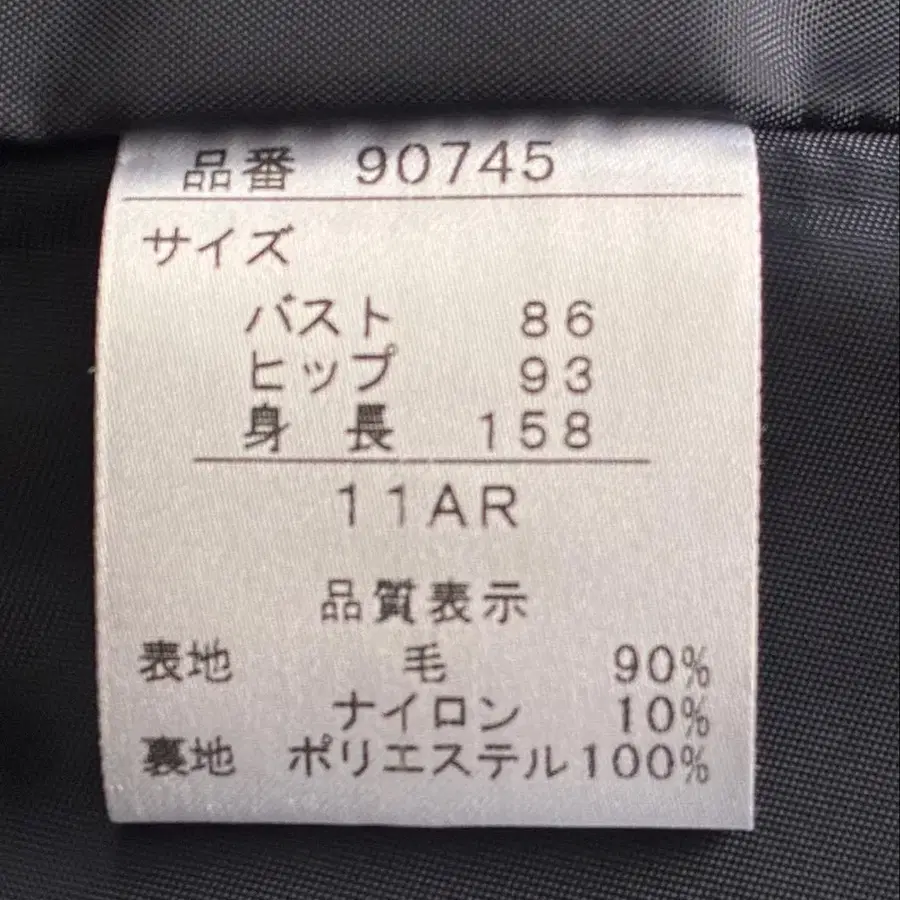 品番 90745
サイズ
バスト 86
ヒップ 93
身長 158
11AR
品質表示
表地 毛 90%
ナイロン 10%
裏地 ポリエステル100%